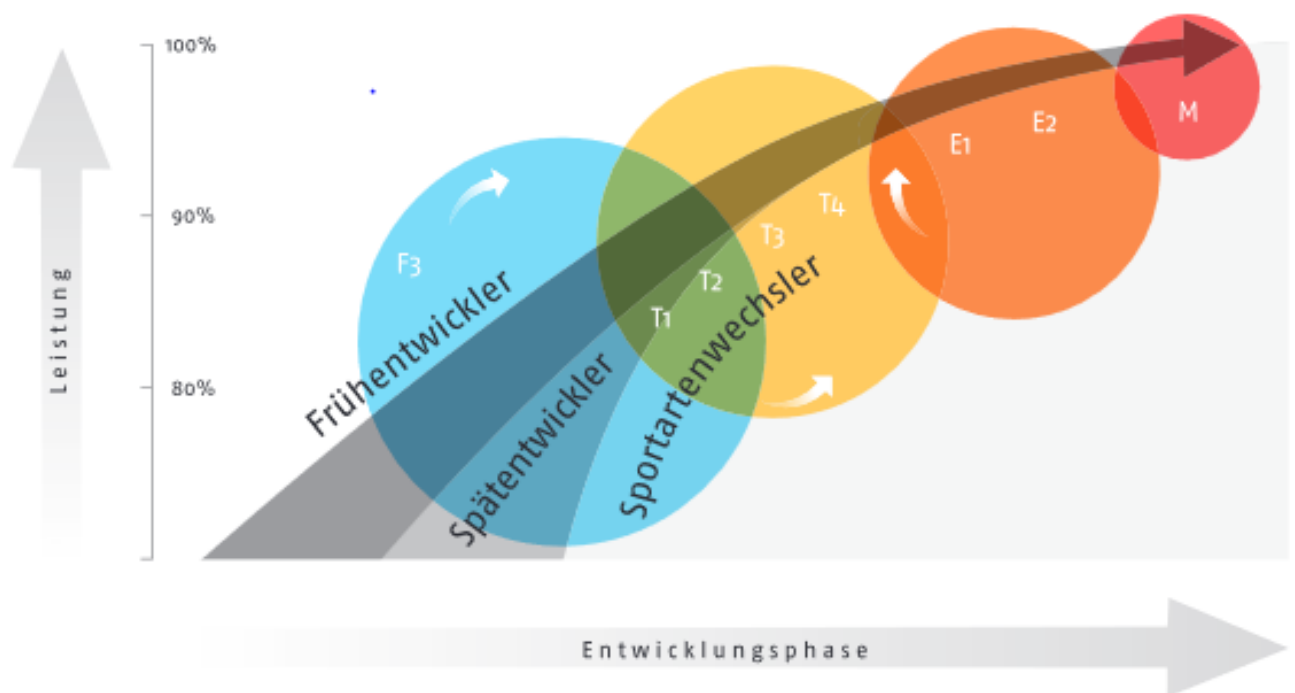 100%
90%
80%
Leistung
F3
Frühentwickler
Spätentwickler
Sportartenwechsler
T1
T2
T3
T4
E1
E2
M
Entwicklungsphase